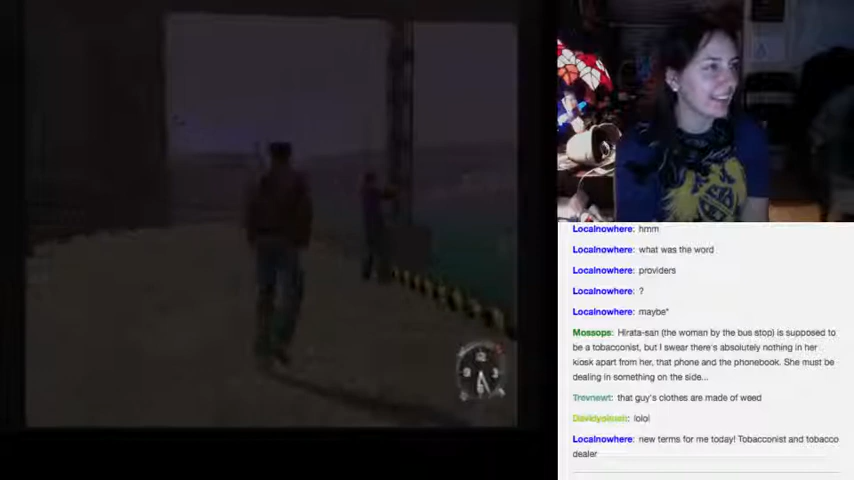 Localnowhere: hmm
Localnowhere: what was the word
Localnowhere: providers
Localnowhere: ?
Localnowhere: maybe*
Mossops: Hirata-san (the woman by the bus stop) is supposed to
be a tobacconist, but I swear there's absolutely nothing in her
kiosk apart from her, that phone and the phonebook. She must be
dealing in something on the side...
Trevnewt: that guy's clothes are made of weed
lolol
Localnowhere: new terms for me today! Tobacconist and tobacco
dealer